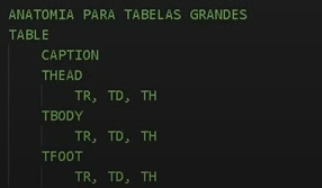 ANATOMIA PARA TABELAS GRANDES
TABLE
CAPTION
THEAD
TR, TD, TH
TBODY
TR, TD, TH
TFOOT
TR, TD, TH